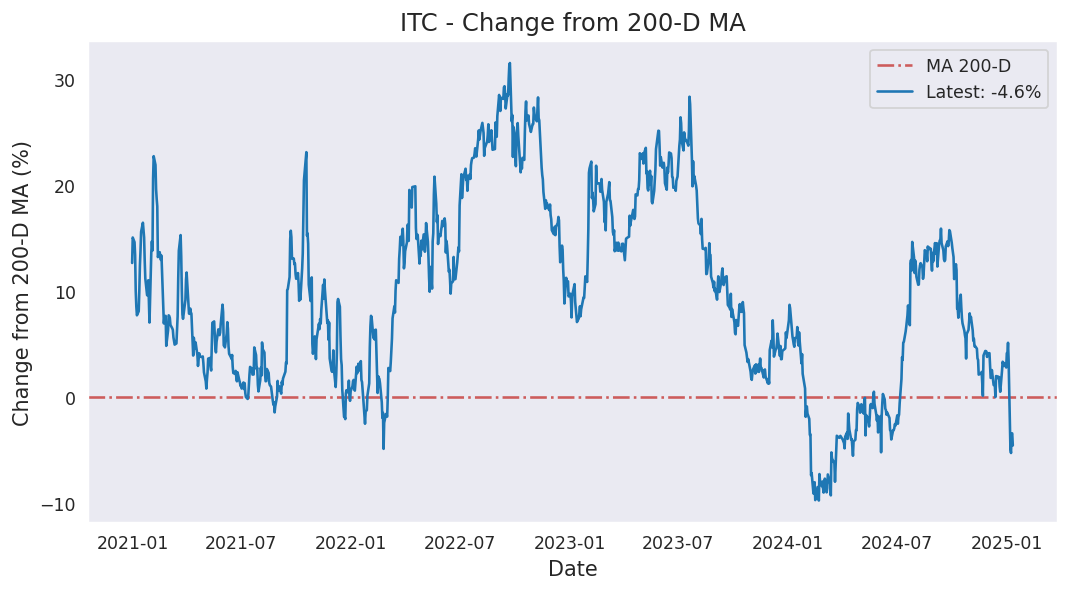 ITC - Change from 200-D MA
MA 200-D
Latest: -4.6%
Change from 200-D MA (%)
30
20
10
0
−10
2021-01
2021-07
2022-01
2022-07
2023-01
2023-07
2024-01
2024-07
2025-01
Date